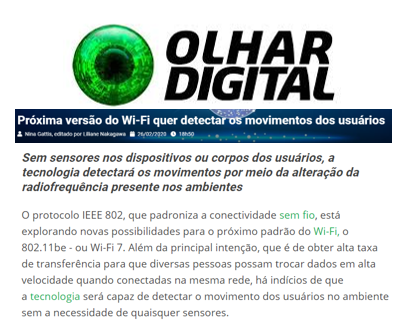 OLHAR
DIGITAL
Próxima versão do Wi-Fi quer detectar os movimentos dos usuários
Nina Gattis, editado por Liliane Nakagawa 26/02/2020 18h50
Sem sensores nos dispositivos ou corpos dos usuários, a
tecnologia detectará os movimentos por meio da alteração da
radiofrequência presente nos ambientes
O protocolo IEEE 802, que padroniza a conectividade sem fio, está
explorando novas possibilidades para o próximo padrão do Wi-Fi, o
802.11be - ou Wi-Fi 7. Além da principal intenção, que é de obter alta taxa
de transferência para que diversas pessoas possam trocar dados em alta
velocidade quando conectadas na mesma rede, há indícios de que
a tecnologia será capaz de detectar o movimento dos usuários no ambiente
sem a necessidade de quaisquer sensores.